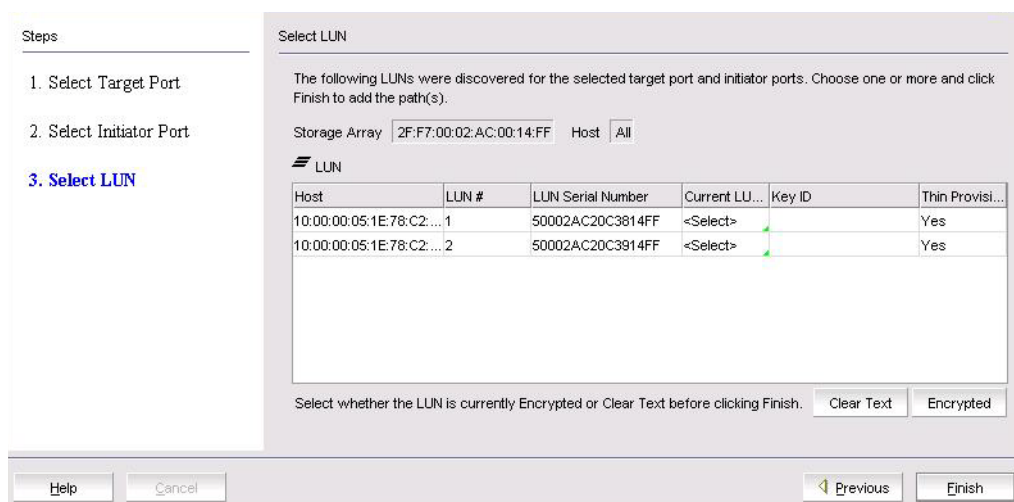 Steps
1. Select Target Port
2. Select Initiator Port
3. Select LUN
Select LUN
The following LUNs were discovered for the selected target port and initiator ports. Choose one or more and click
Finish to add the path(s).
Storage Array 2F:F7:00:02:AC:00:14:FF Host All
LUN
Host LUN # LUN Serial Number Current LU... Key ID Thin Provisi...
10:00:00:05:1E:78:C2:... 1 50002AC20C3814FF <Select> Yes
10:00:00:05:1E:78:C2:... 2 50002AC20C3914FF <Select> Yes
Select whether the LUN is currently Encrypted or Clear Text before clicking Finish. Clear Text Encrypted
Help Cancel Previous Finish